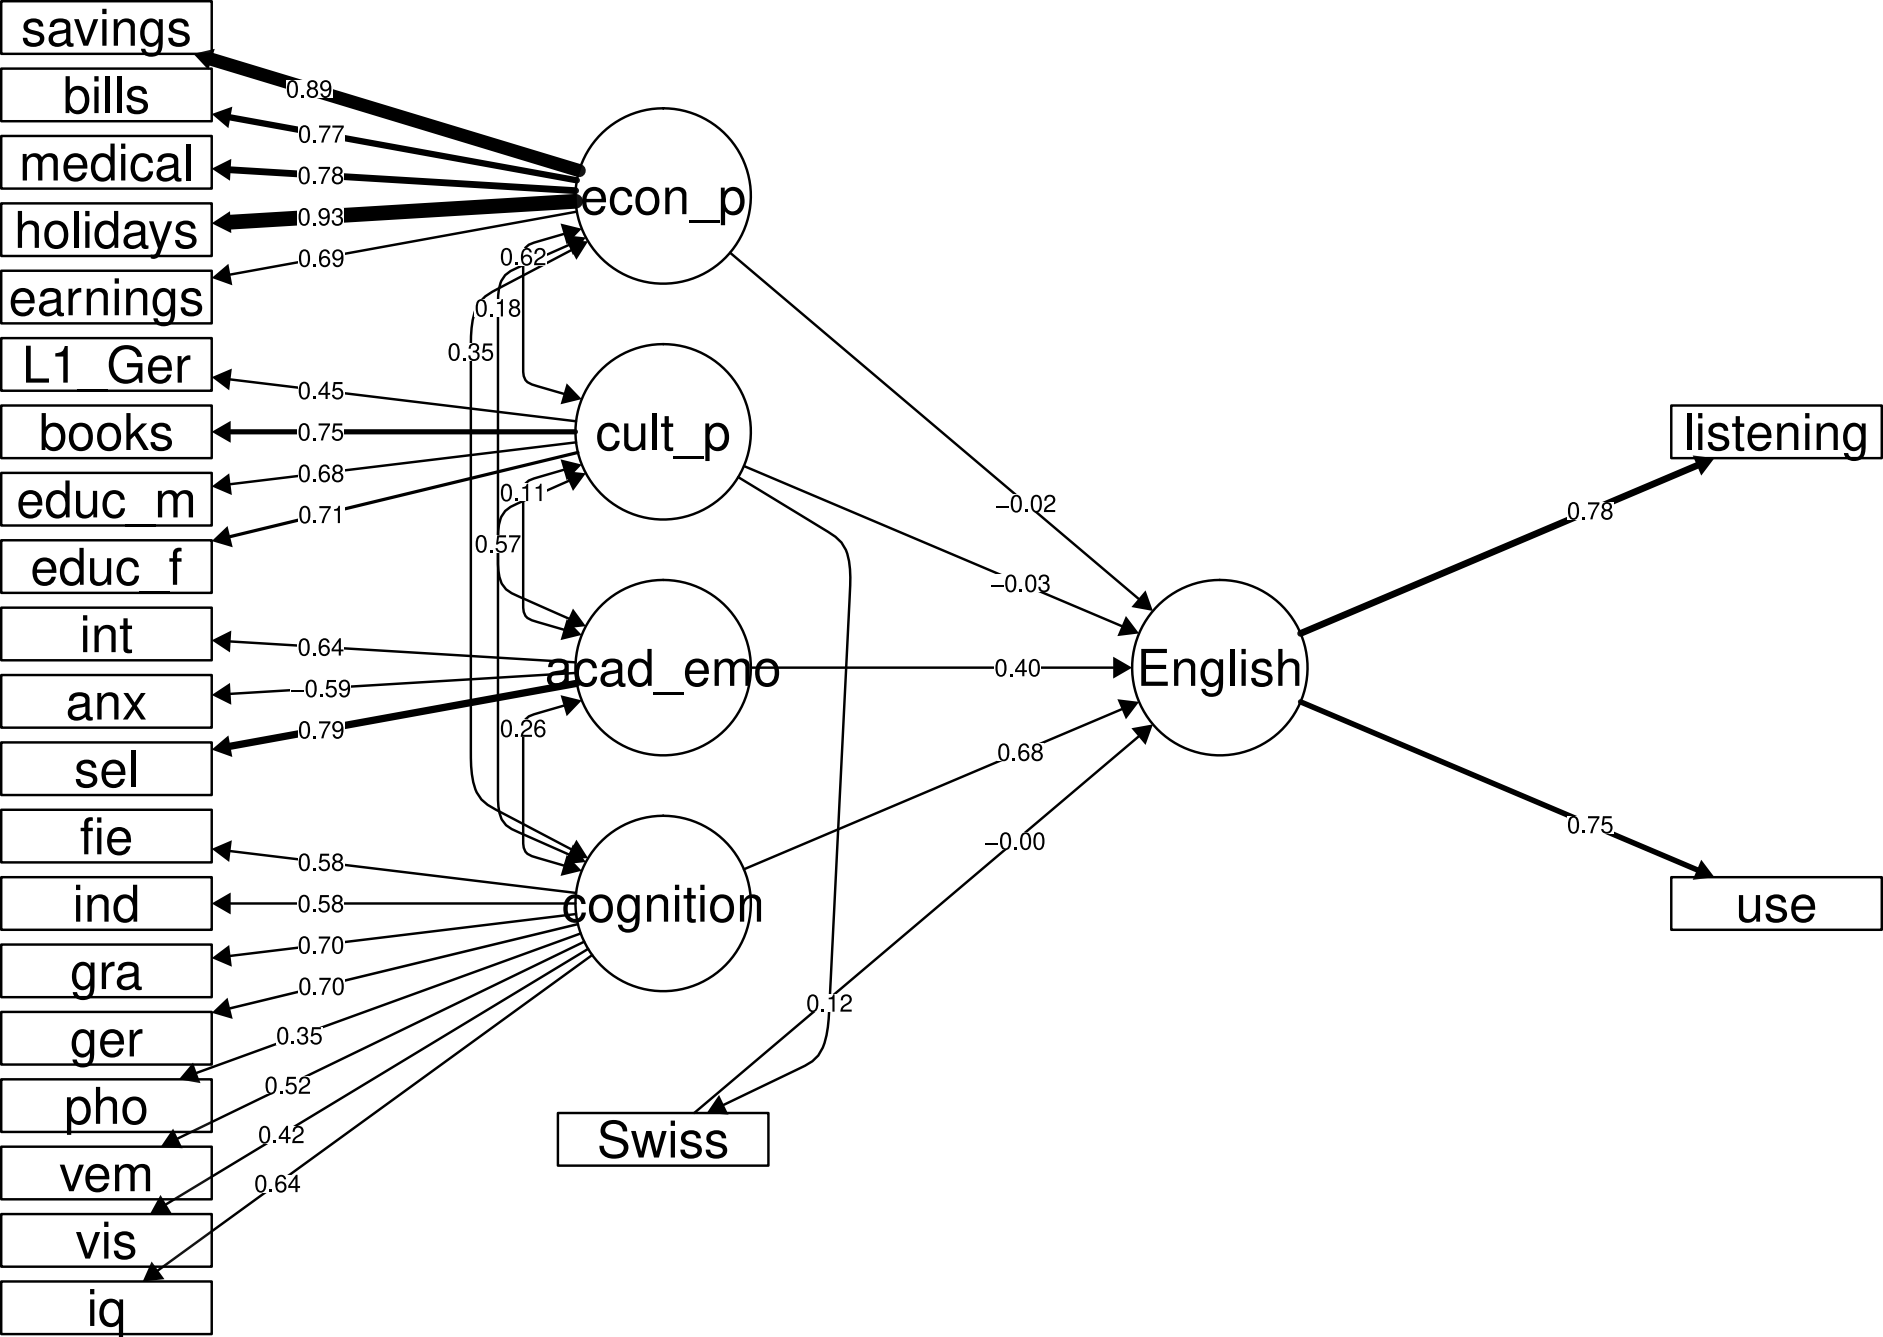 savings
bills
medical
holidays
earnings
L1_Ger
books
educ_m
educ_f
int
anx
sel
fie
ind
gra
ger
pho
vem
vis
iq
0.89
0.77
0.78
0.93
0.69
0.45
0.75
0.68
0.71
0.64
−0.59
0.79
0.58
0.58
0.70
0.70
0.35
0.52
0.42
0.64
0.62
0.18
0.35
0.11
0.57
0.26
econ_p
cult_p
acad_emo
cognition
Swiss
−0.02
−0.03
0.40
0.68
−0.00
0.12
English
0.78
0.75
listening
use